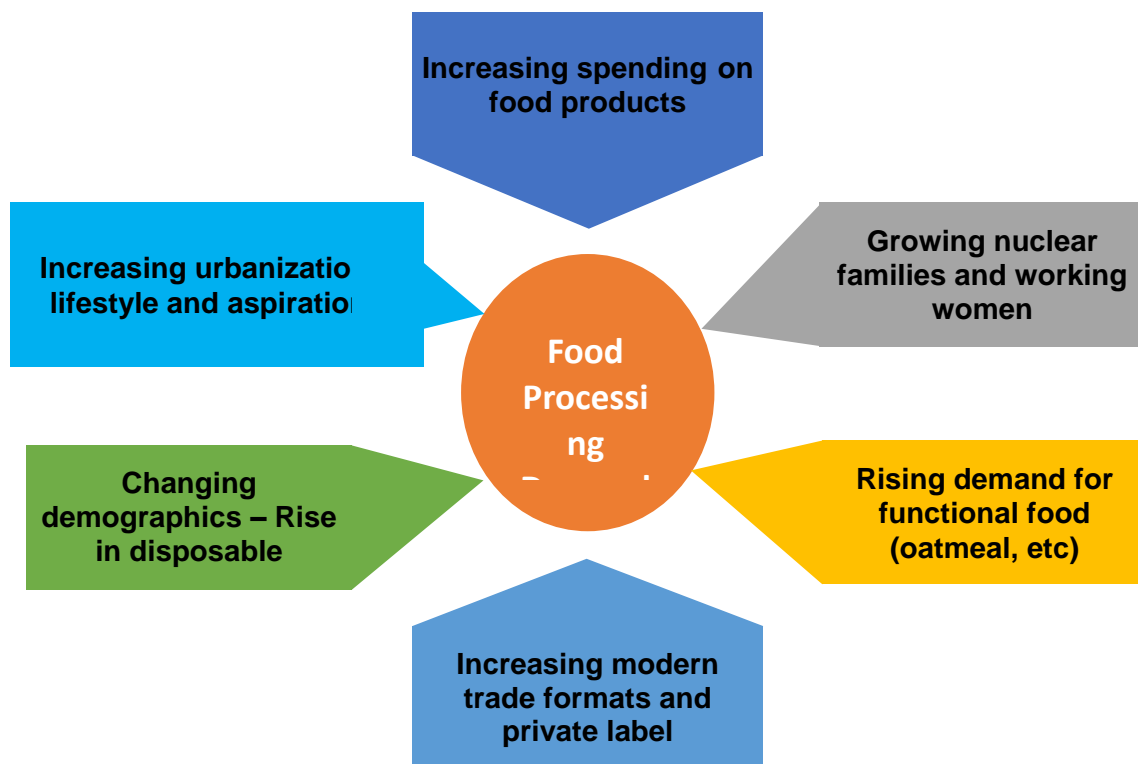 Increasing spending on
food products
Increasing urbanizatio
lifestyle and aspiratio
Growing nuclear
families and working
women
Food
Processi
ng
Changing
demographics – Rise
in disposable
Rising demand for
functional food
(oatmeal, etc)
Increasing modern
trade formats and
private label